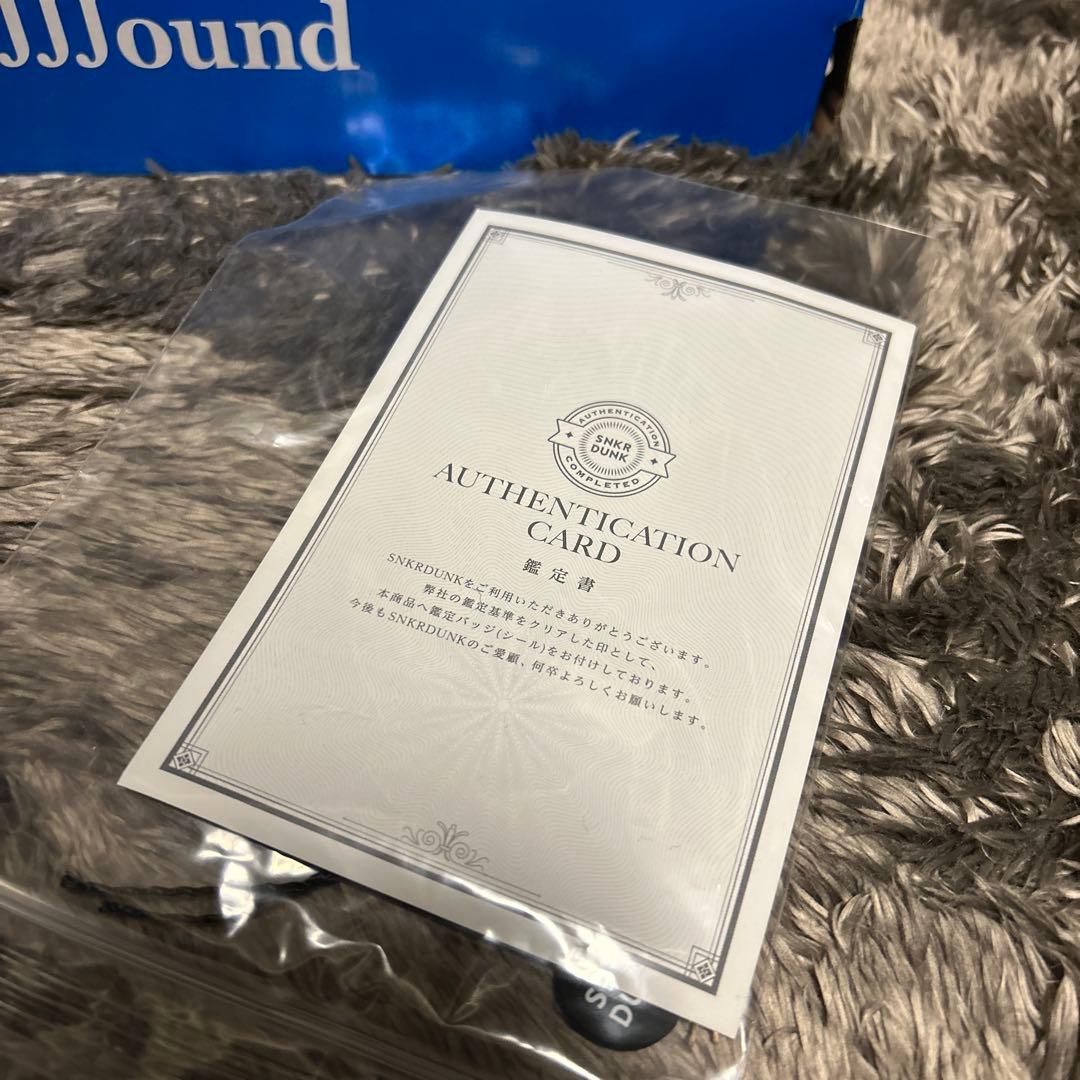 JJJJound
AUTHENTICATION
SNKR
DUNK
COMPLETED
AUTHENTICATION
CARD
鑑定書
SNKRDUNKをご利用いただきありがとうございます。
弊社の鑑定基準をクリアした印として、
本商品へ鑑定バッジ(シール)をお付けしております。
今後もSNKRDUNKのご愛顧、何卒よろしくお願いします。